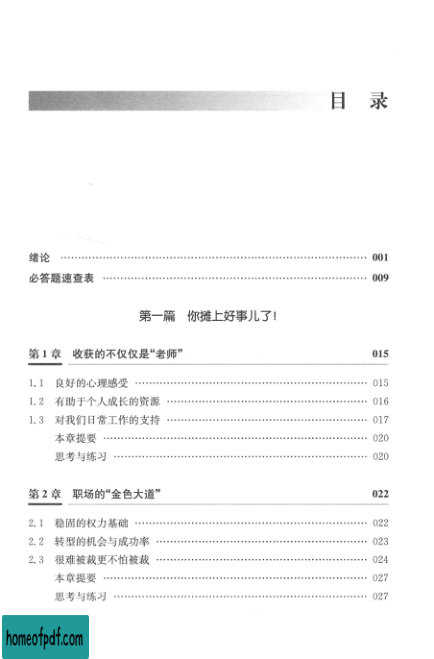 目 录
绪论 001
必答题速查表 009
第一篇 你摊上好事儿了!
第1章 收获的不仅仅是“老师” 015
1.1 良好的心理感受 015
1.2 有助于个人成长的资源 016
1.3 对我们日常工作的支持 017
本章提要 020
思考与练习 020
第2章 职场的“金色大道” 022
2.1 稳固的权力基础 022
2.2 转型的机会与成功率 023
2.3 很难被裁更不怕被裁 024
本章提要 027
思考与练习 027
homeofpdf.com